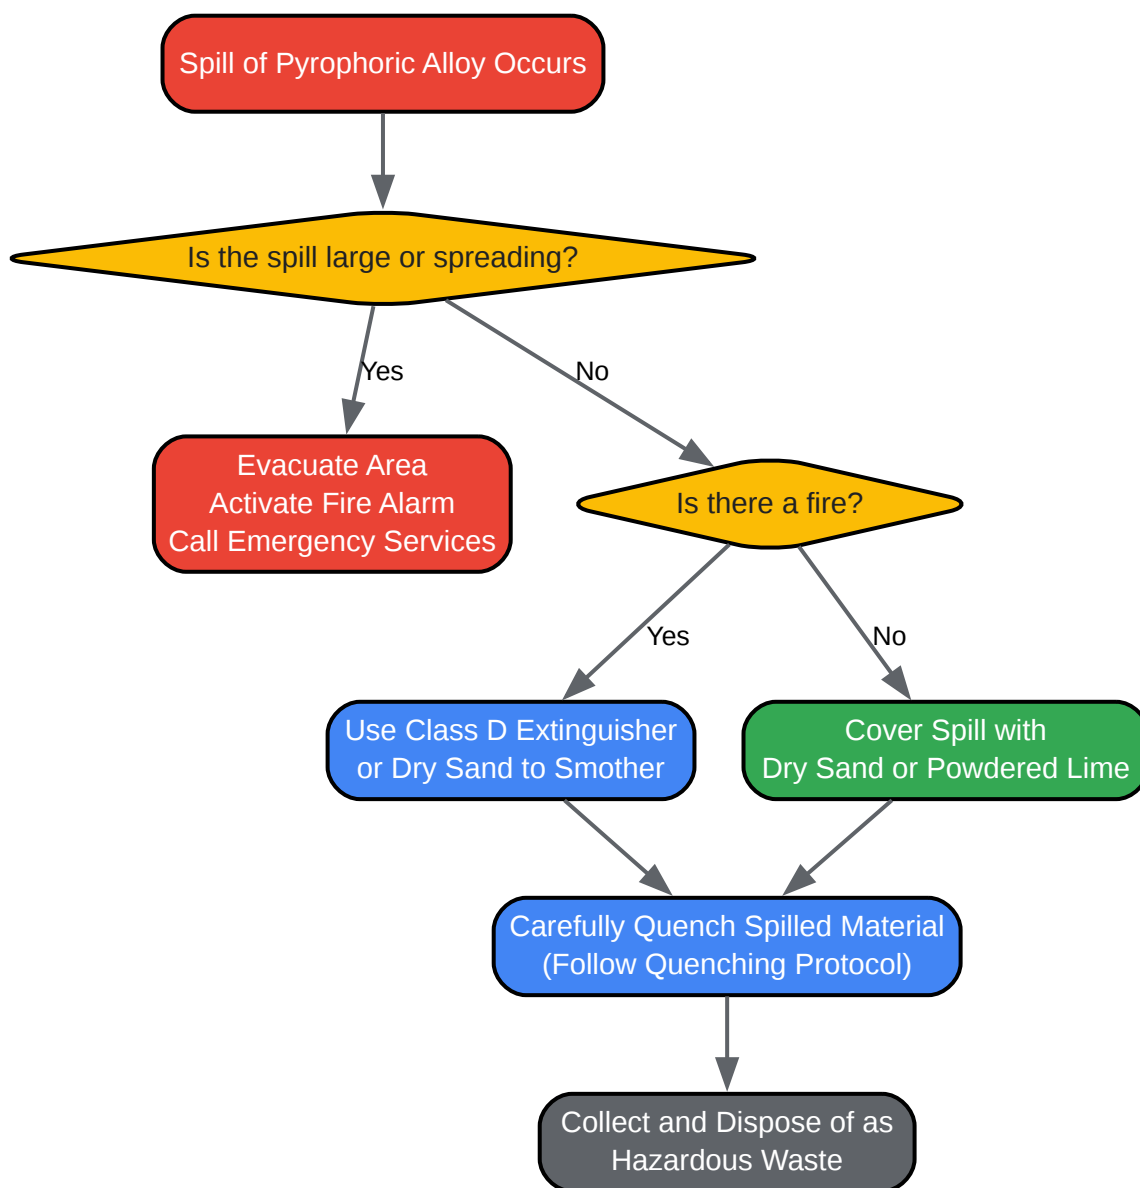 Spill of Pyrophoric Alloy Occurs
Is the spill large or spreading?
Yes
No
Evacuate Area
Activate Fire Alarm
Call Emergency Services
Is there a fire?
Yes
No
Use Class D Extinguisher
or Dry Sand to Smother
Cover Spill with
Dry Sand or Powdered Lime
Carefully Quench Spilled Material
(Follow Quenching Protocol)
Collect and Dispose of as
Hazardous Waste